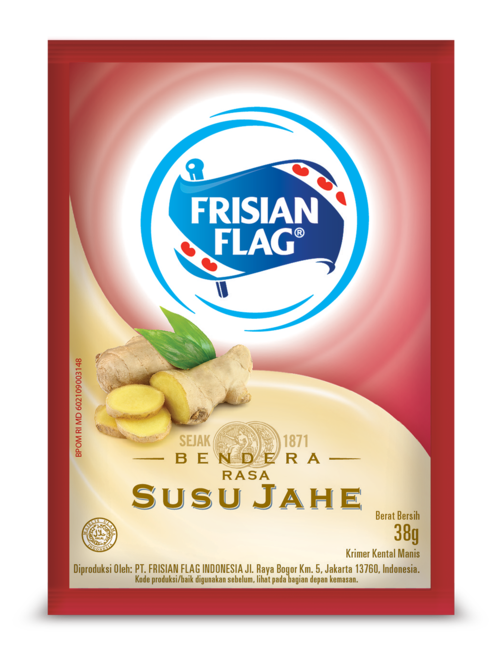 FRISIAN
FLAG®
BPOM RI MD 602109003148
SEJAK 1871
BENDERA
RASA
SUSU JAHE
Berat Bersih
38g
Krimer Kental Manis
Diproduksi Oleh: PT. FRISIAN FLAG INDONESIA Jl. Raya Bogor Km. 5, Jakarta 13760, Indonesia.
Kode produksi/baik digunakan sebelum, lihat pada bagian depan kemasan.